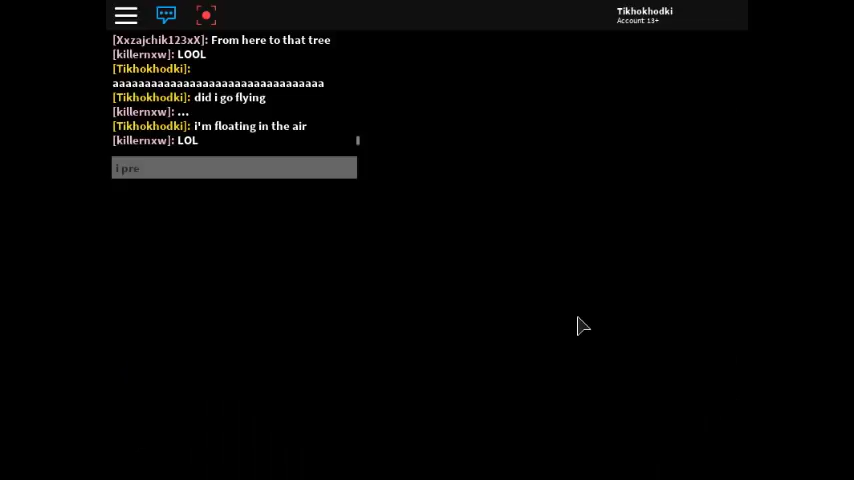 Tikhokhodki
Account: 13+
[XxzajchikI23xX]: From here to that tree
[killernxw]: LOOL
[Tikhokhodki]:
aaaaaaaaaaaaaaaaaaaaaaaaaaaaaaaaa
[Tikhokhodki]: did i go flying
[killernxw]: ...
[Tikhokhodki]: i'm floating in the air
[killernxw]: LOL
i pre